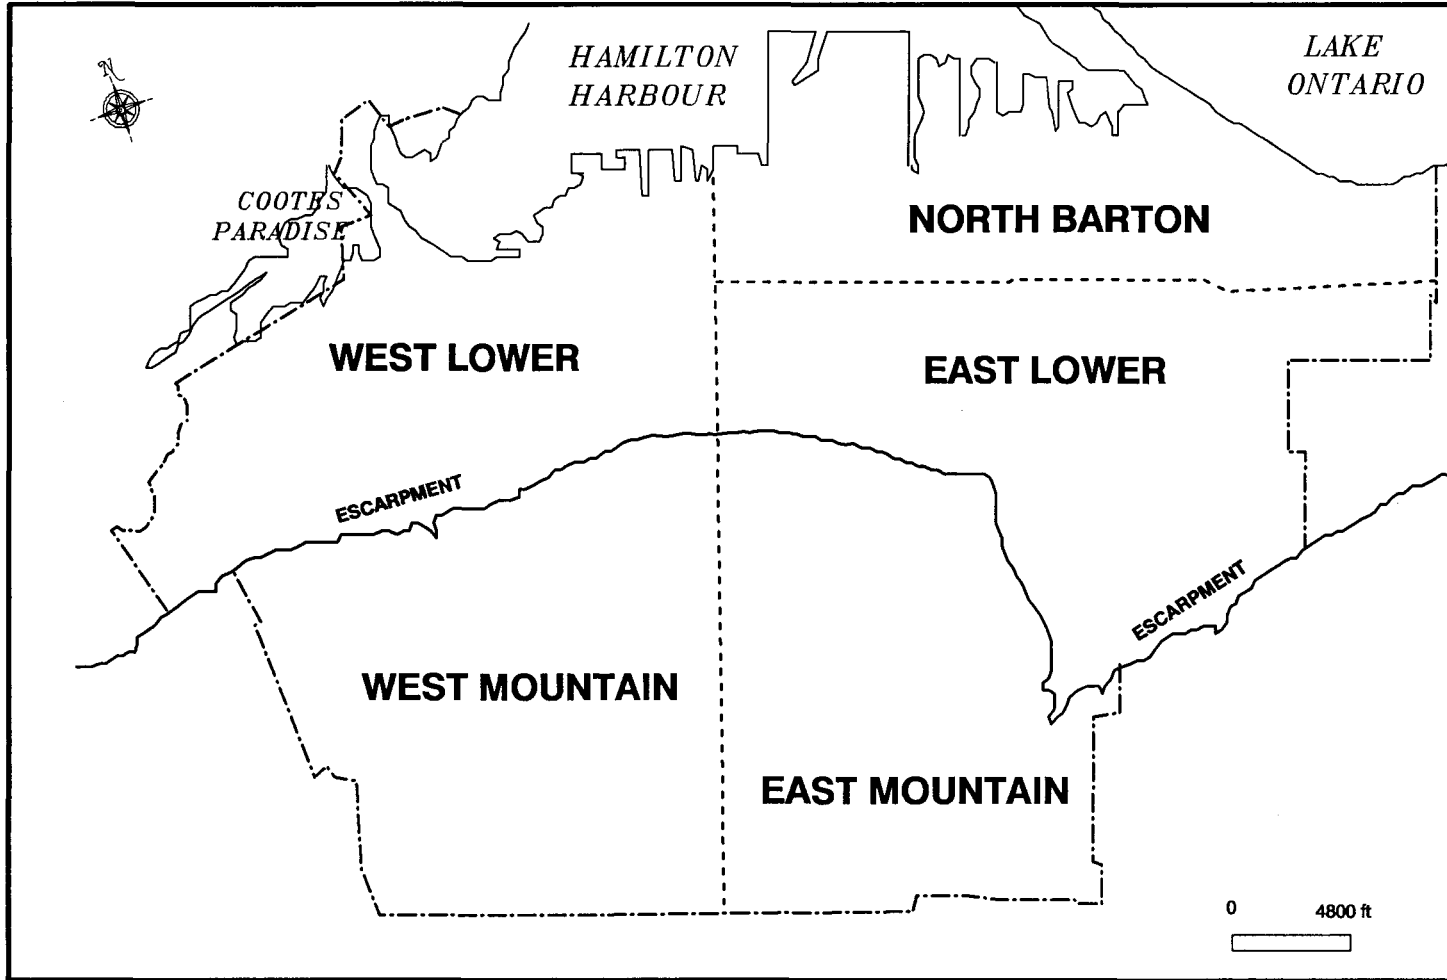 N
HAMILTON
HARBOUR
LAKE
ONTARIO
COOTES
PARADISE
NORTH BARTON
WEST LOWER
EAST LOWER
ESCARPMENT
ESCARPMENT
WEST MOUNTAIN
EAST MOUNTAIN
0 4800 ft